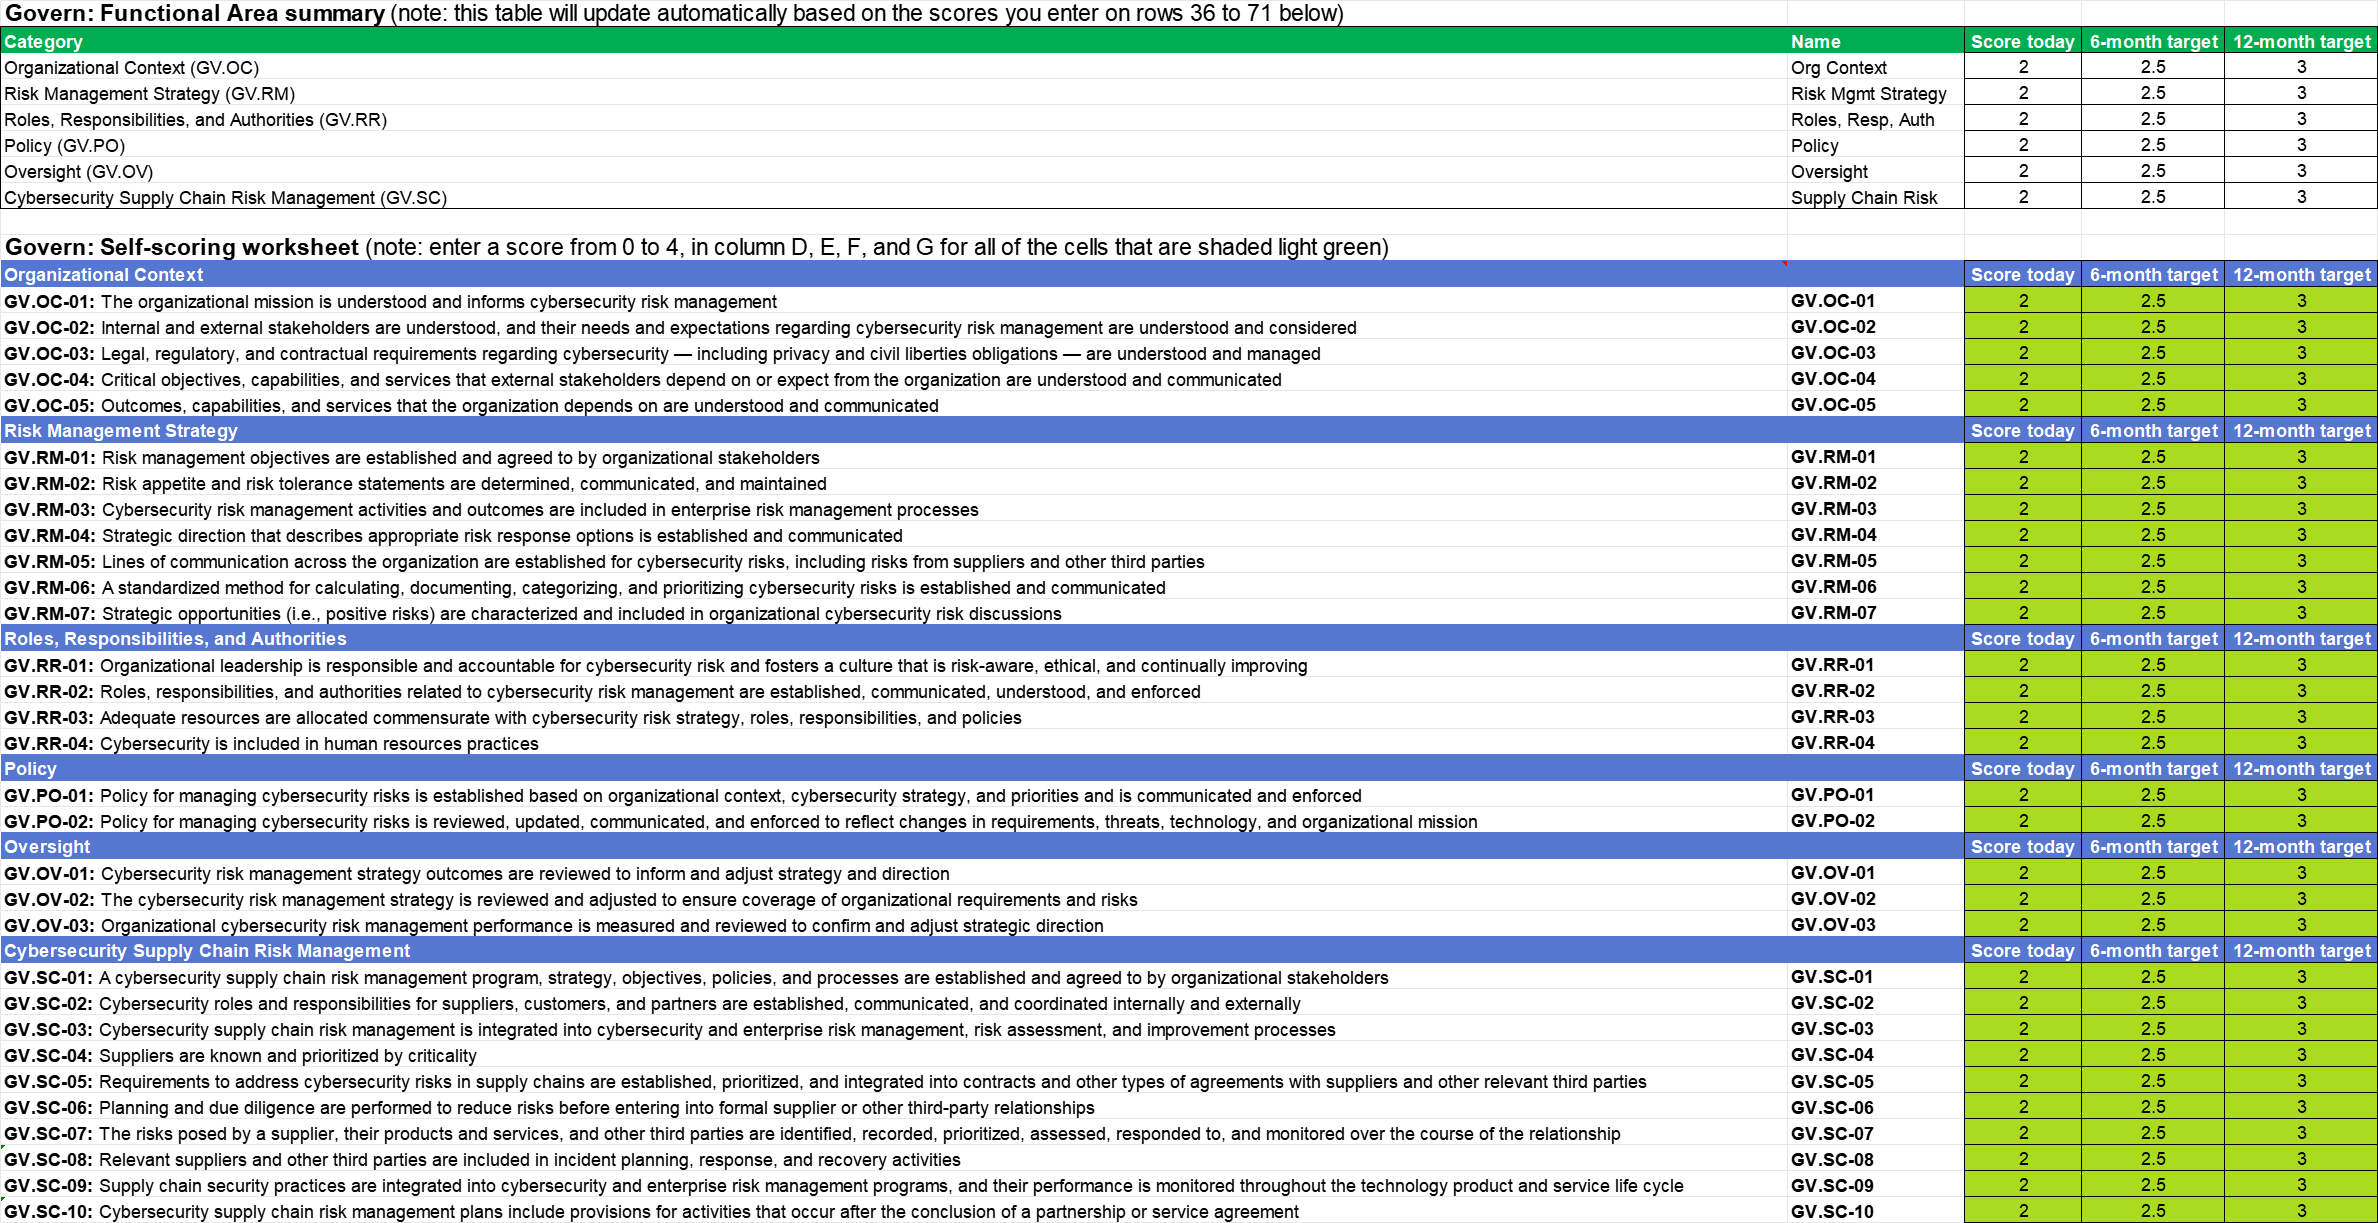 Govern: Functional Area summary (note: this table will update automatically based on the scores you enter on rows 36 to 71 below)
Category Name Score today 6-month target 12-month target
Organizational Context (GV.OC) Org Context 2 2.5 3
Risk Management Strategy (GV.RM) Risk Mgmt Strategy 2 2.5 3
Roles, Responsibilities, and Authorities (GV.RR) Roles, Resp, Auth 2 2.5 3
Policy (GV.PO) Policy 2 2.5 3
Oversight (GV.OV) Oversight 2 2.5 3
Cybersecurity Supply Chain Risk Management (GV.SC) Supply Chain Risk 2 2.5 3
Govern: Self-scoring worksheet (note: enter a score from 0 to 4, in column D, E, F, and G for all of the cells that are shaded light green)
Organizational Context Score today 6-month target 12-month target
GV.OC-01: The organizational mission is understood and informs cybersecurity risk management GV.OC-01 2 2.5 3
GV.OC-02: Internal and external stakeholders are understood, and their needs and expectations regarding cybersecurity risk management are understood and considered GV.OC-02 2 2.5 3
GV.OC-03: Legal, regulatory, and contractual requirements regarding cybersecurity — including privacy and civil liberties obligations — are understood and managed GV.OC-03 2 2.5 3
GV.OC-04: Critical objectives, capabilities, and services that external stakeholders depend on or expect from the organization are understood and communicated GV.OC-04 2 2.5 3
GV.OC-05: Outcomes, capabilities, and services that the organization depends on are understood and communicated GV.OC-05 2 2.5 3
Risk Management Strategy Score today 6-month target 12-month target
GV.RM-01: Risk management objectives are established and agreed to by organizational stakeholders GV.RM-01 2 2.5 3
GV.RM-02: Risk appetite and risk tolerance statements are determined, communicated, and maintained GV.RM-02 2 2.5 3
GV.RM-03: Cybersecurity risk management activities and outcomes are included in enterprise risk management processes GV.RM-03 2 2.5 3
GV.RM-04: Strategic direction that describes appropriate risk response options is established and communicated GV.RM-04 2 2.5 3
GV.RM-05: Lines of communication across the organization are established for cybersecurity risks, including risks from suppliers and other third parties GV.RM-05 2 2.5 3
GV.RM-06: A standardized method for calculating, documenting, categorizing, and prioritizing cybersecurity risks is established and communicated GV.RM-06 2 2.5 3
GV.RM-07: Strategic opportunities (i.e., positive risks) are characterized and included in organizational cybersecurity risk discussions GV.RM-07 2 2.5 3
Roles, Responsibilities, and Authorities Score today 6-month target 12-month target
GV.RR-01: Organizational leadership is responsible and accountable for cybersecurity risk and fosters a culture that is risk-aware, ethical, and continually improving GV.RR-01 2 2.5 3
GV.RR-02: Roles, responsibilities, and authorities related to cybersecurity risk management are established, communicated, understood, and enforced GV.RR-02 2 2.5 3
GV.RR-03: Adequate resources are allocated commensurate with cybersecurity risk strategy, roles, responsibilities, and policies GV.RR-03 2 2.5 3
GV.RR-04: Cybersecurity is included in human resources practices GV.RR-04 2 2.5 3
Policy Score today 6-month target 12-month target
GV.PO-01: Policy for managing cybersecurity risks is established based on organizational context, cybersecurity strategy, and priorities and is communicated and enforced GV.PO-01 2 2.5 3
GV.PO-02: Policy for managing cybersecurity risks is reviewed, updated, communicated, and enforced to reflect changes in requirements, threats, technology, and organizational mission GV.PO-02 2 2.5 3
Oversight Score today 6-month target 12-month target
GV.OV-01: Cybersecurity risk management strategy outcomes are reviewed to inform and adjust strategy and direction GV.OV-01 2 2.5 3
GV.OV-02: The cybersecurity risk management strategy is reviewed and adjusted to ensure coverage of organizational requirements and risks GV.OV-02 2 2.5 3
GV.OV-03: Organizational cybersecurity risk management performance is measured and reviewed to confirm and adjust strategic direction GV.OV-03 2 2.5 3
Cybersecurity Supply Chain Risk Management Score today 6-month target 12-month target
GV.SC-01: A cybersecurity supply chain risk management program, strategy, objectives, policies, and processes are established and agreed to by organizational stakeholders GV.SC-01 2 2.5 3
GV.SC-02: Cybersecurity roles and responsibilities for suppliers, customers, and partners are established, communicated, and coordinated internally and externally GV.SC-02 2 2.5 3
GV.SC-03: Cybersecurity supply chain risk management is integrated into cybersecurity and enterprise risk management, risk assessment, and improvement processes GV.SC-03 2 2.5 3
GV.SC-04: Suppliers are known and prioritized by criticality GV.SC-04 2 2.5 3
GV.SC-05: Requirements to address cybersecurity risks in supply chains are established, prioritized, and integrated into contracts and other types of agreements with suppliers and other relevant third parties GV.SC-05 2 2.5 3
GV.SC-06: Planning and due diligence are performed to reduce risks before entering into formal supplier or other third-party relationships GV.SC-06 2 2.5 3
GV.SC-07: The risks posed by a supplier, their products and services, and other third parties are identified, recorded, prioritized, assessed, responded to, and monitored over the course of the relationship GV.SC-07 2 2.5 3
GV.SC-08: Relevant suppliers and other third parties are included in incident planning, response, and recovery activities GV.SC-08 2 2.5 3
GV.SC-09: Supply chain security practices are integrated into cybersecurity and enterprise risk management programs, and their performance is monitored throughout the technology product and service life cycle GV.SC-09 2 2.5 3
GV.SC-10: Cybersecurity supply chain risk management plans include provisions for activities that occur after the conclusion of a partnership or service agreement GV.SC-10 2 2.5 3